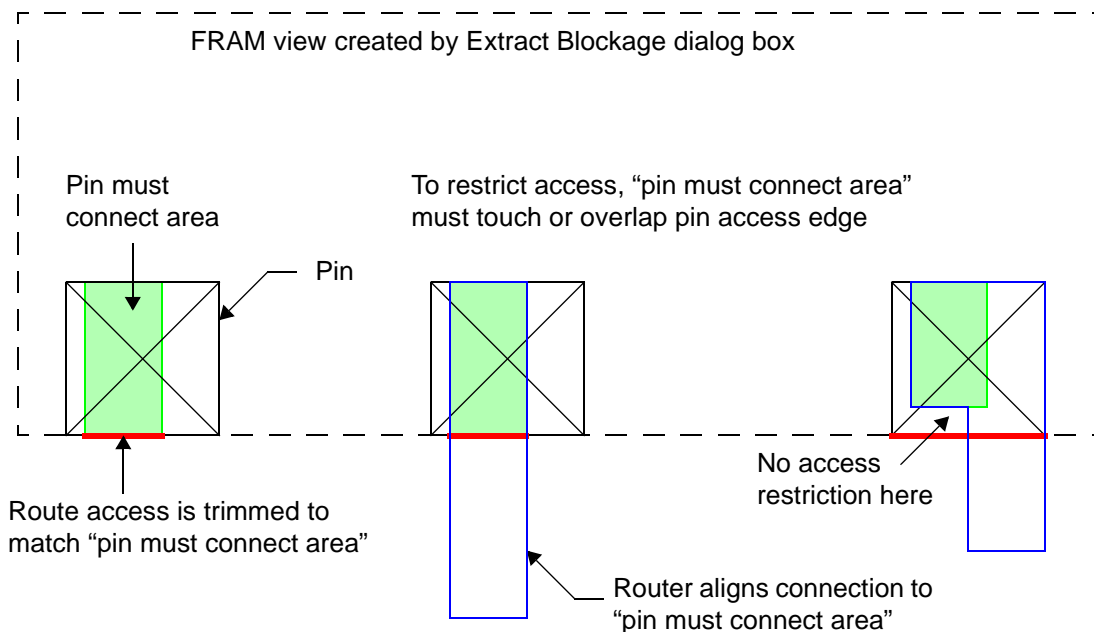 FRAM view created by Extract Blockage dialog box
Pin must
connect area
To restrict access, “pin must connect area”
must touch or overlap pin access edge
Pin
No access
restriction here
Route access is trimmed to
match “pin must connect area”
Router aligns connection to
“pin must connect area”